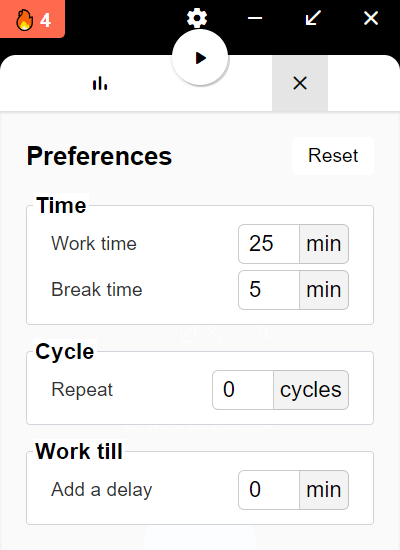 4
Preferences
Reset
Time
Work time 25 min
Break time 5 min
Cycle
Repeat 0 cycles
Work till
Add a delay 0 min